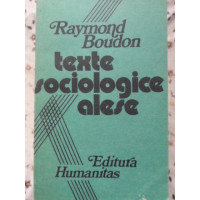 Raymond
Boudon
texte
sociologice
alese
Editura
Humanitas